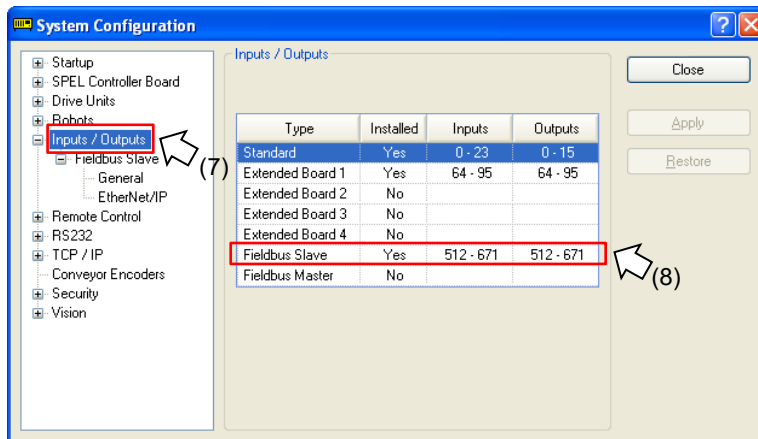 System Configuration
Startup
SPEL Controller Board
Drive Units
Robots
Inputs / Outputs
Fieldbus Slave
General
EtherNet/IP
Remote Control
RS232
TCP / IP
Conveyor Encoders
Security
Vision
(7)
Inputs / Outputs
Type Installed Inputs Outputs
Standard Yes 0 - 23 0 - 15
Extended Board 1 Yes 64 - 95 64 - 95
Extended Board 2 No
Extended Board 3 No
Extended Board 4 No
Fieldbus Slave Yes 512 - 671 512 - 671
Fieldbus Master No
(8)
Close
Apply
Restore